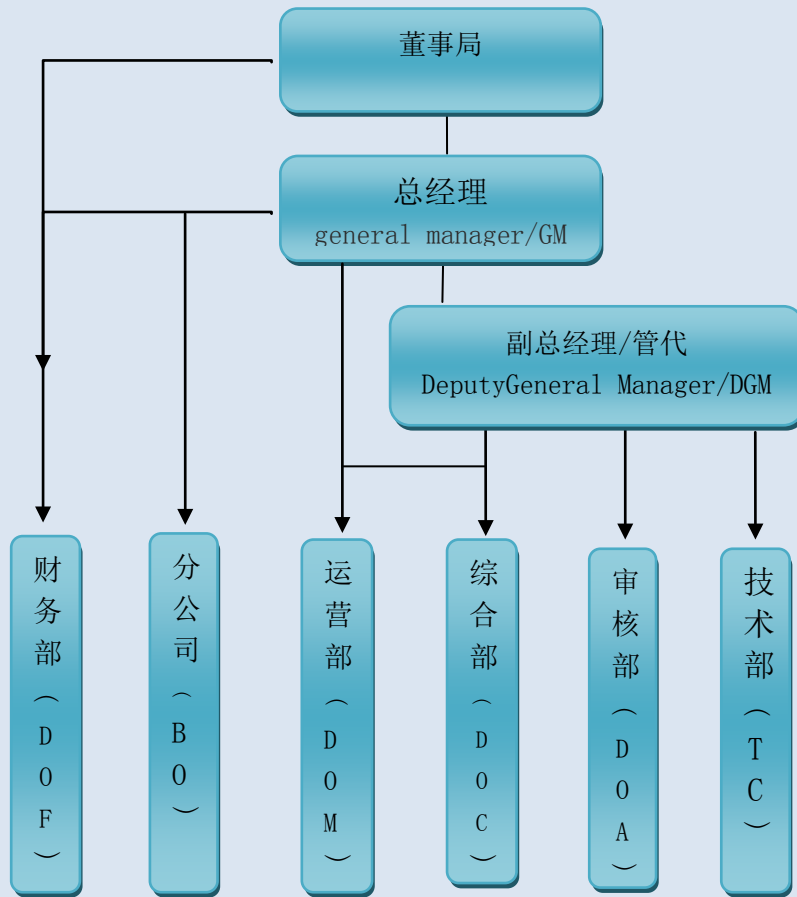 董事局
总经理
general manager/GM
副总经理/管代
DeputyGeneral Manager/DGM
财务部（DOF）
分公司（BO）
运营部（DOM）
综合部（DOC）
审核部（DOA）
技术部（TC）